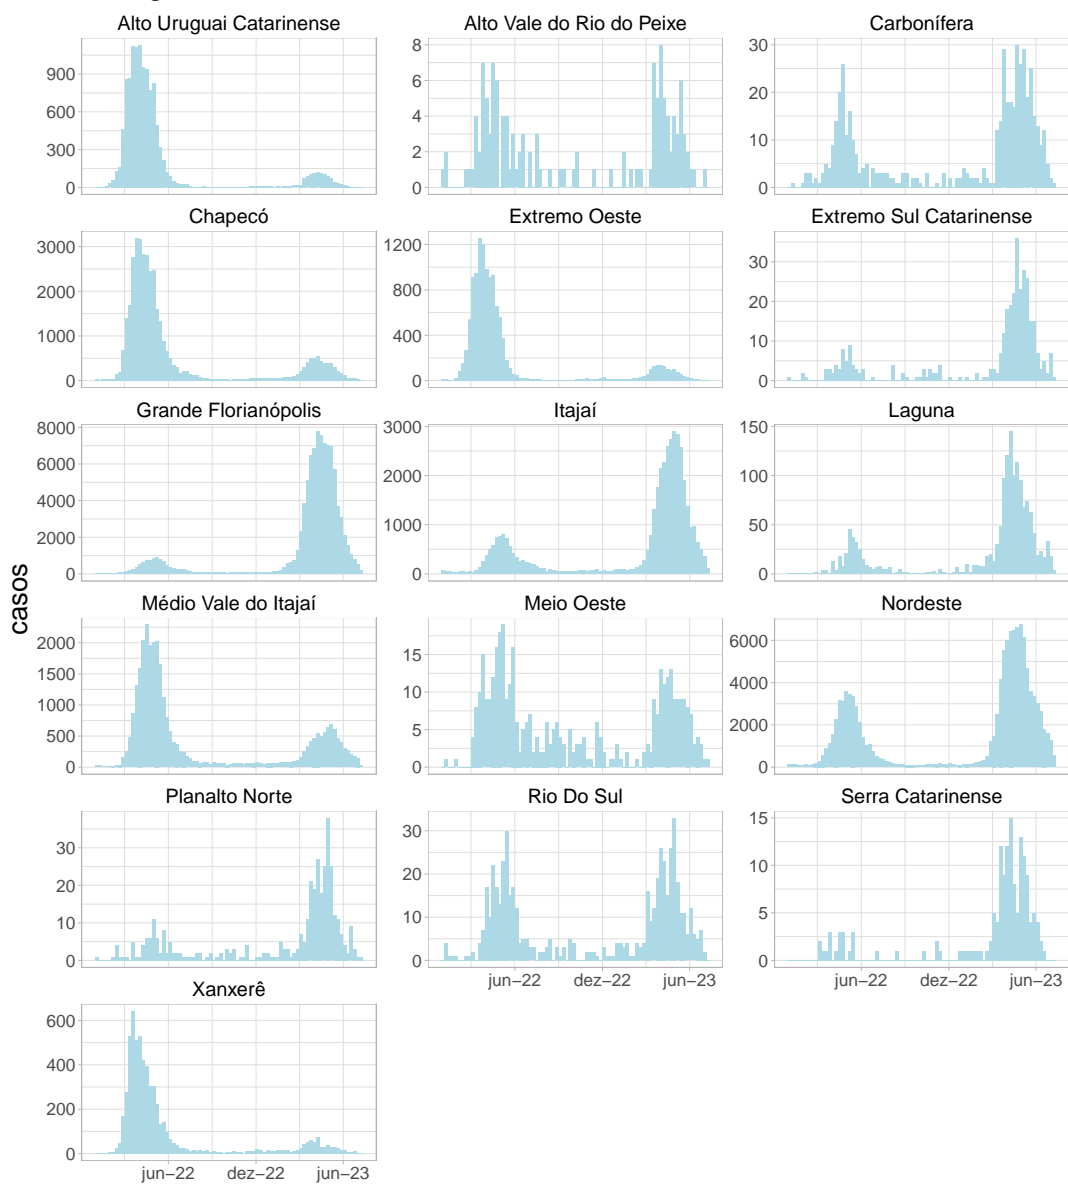 Alto Uruguai Catarinense Alto Vale do Rio do Peixe Carbonífera
900 600 300 0
8 6 4 2 0
30 20 10 0
Chapecó Extremo Oeste Extremo Sul Catarinense
3000 2000 1000 0
1200 800 400 0
30 20 10 0
Grande Florianópolis Itajaí Laguna
8000 6000 4000 2000 0
3000 2000 1000 0
150 100 50 0
casos
Médio Vale do Itajaí Meio Oeste Nordeste
2000 1500 1000 500 0
15 10 5 0
6000 4000 2000 0
Planalto Norte Rio Do Sul Serra Catarinense
30 20 10 0
30 20 10 0
15 10 5 0
jun−22 dez−22 jun−23 jun−22 dez−22 jun−23
Xanxerê
600 400 200 0
jun−22 dez−22 jun−23